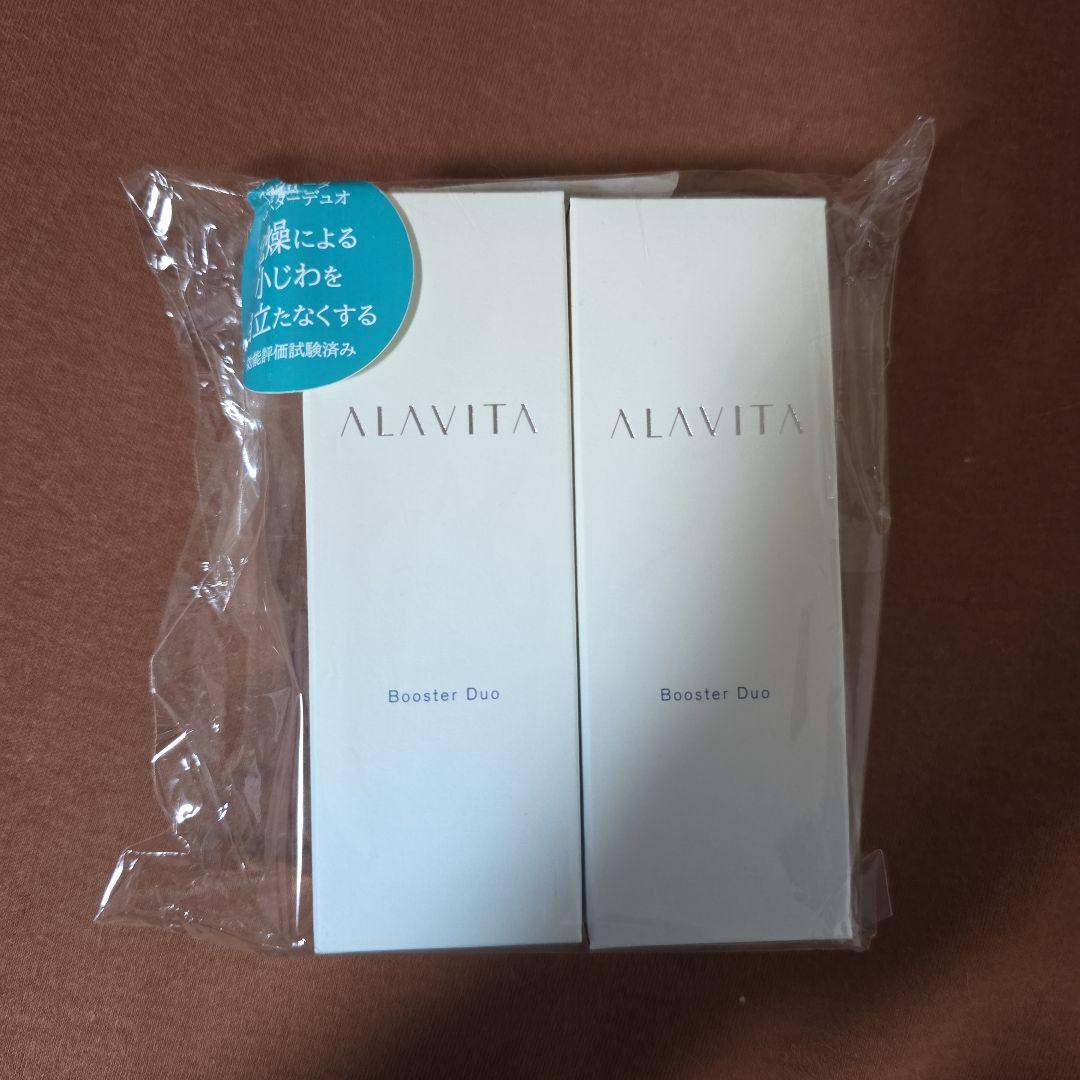 ターデュオ
燥による
小じわを
立たなくする
能評価試験済み
ALAVITA
Booster Duo
ALAVITA
Booster Duo